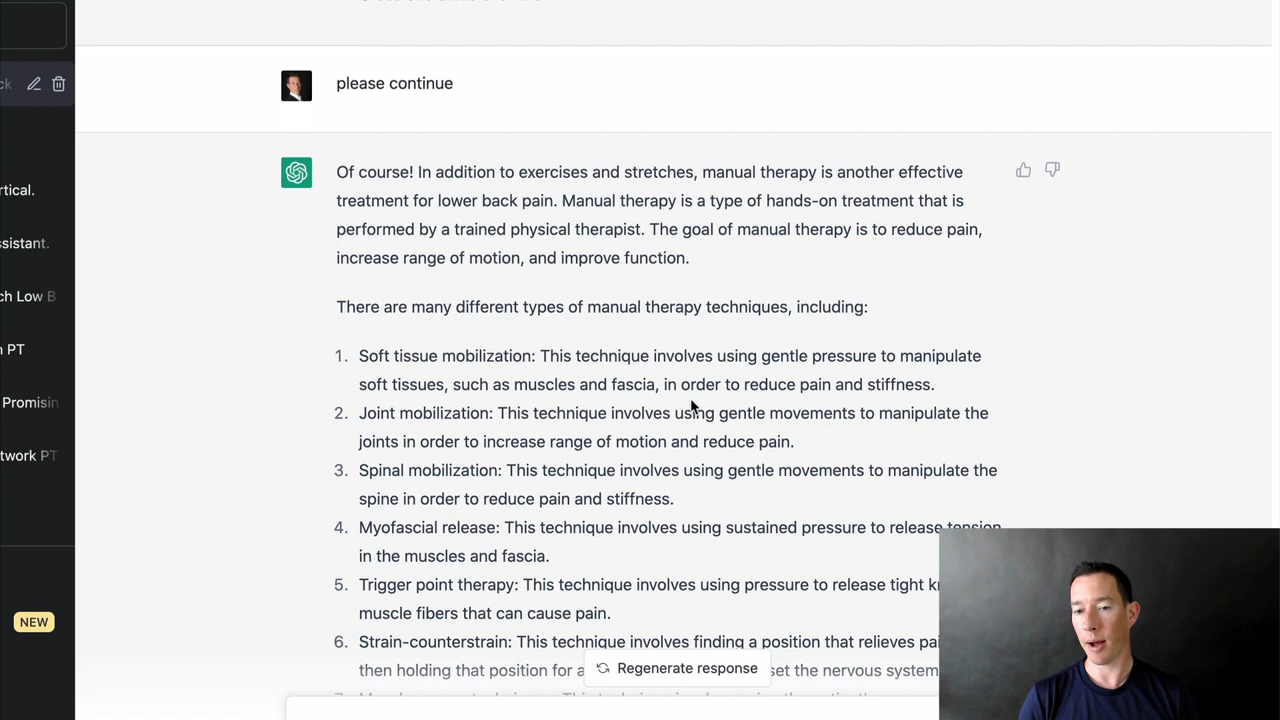 please continue
ck
Of course! In addition to exercises and stretches, manual therapy is another effective
treatment for lower back pain. Manual therapy is a type of hands-on treatment that is
performed by a trained physical therapist. The goal of manual therapy is to reduce pain,
increase range of motion, and improve function.
rtical.
ssistant.
ch Low B
n PT
Promisin
twork PT
NEW
There are many different types of manual therapy techniques, including:
1. Soft tissue mobilization: This technique involves using gentle pressure to manipulate
soft tissues, such as muscles and fascia, in order to reduce pain and stiffness.
2. Joint mobilization: This technique involves using gentle movements to manipulate the
joints in order to increase range of motion and reduce pain.
3. Spinal mobilization: This technique involves using gentle movements to manipulate the
spine in order to reduce pain and stiffness.
4. Myofascial release: This technique involves using sustained pressure to release tension
in the muscles and fascia.
5. Trigger point therapy: This technique involves using pressure to release tight
muscle fibers that can cause pain.
6. Strain-counterstrain: This technique involves finding a position that relieves
then holding that position for set the nervous system
Regenerate response